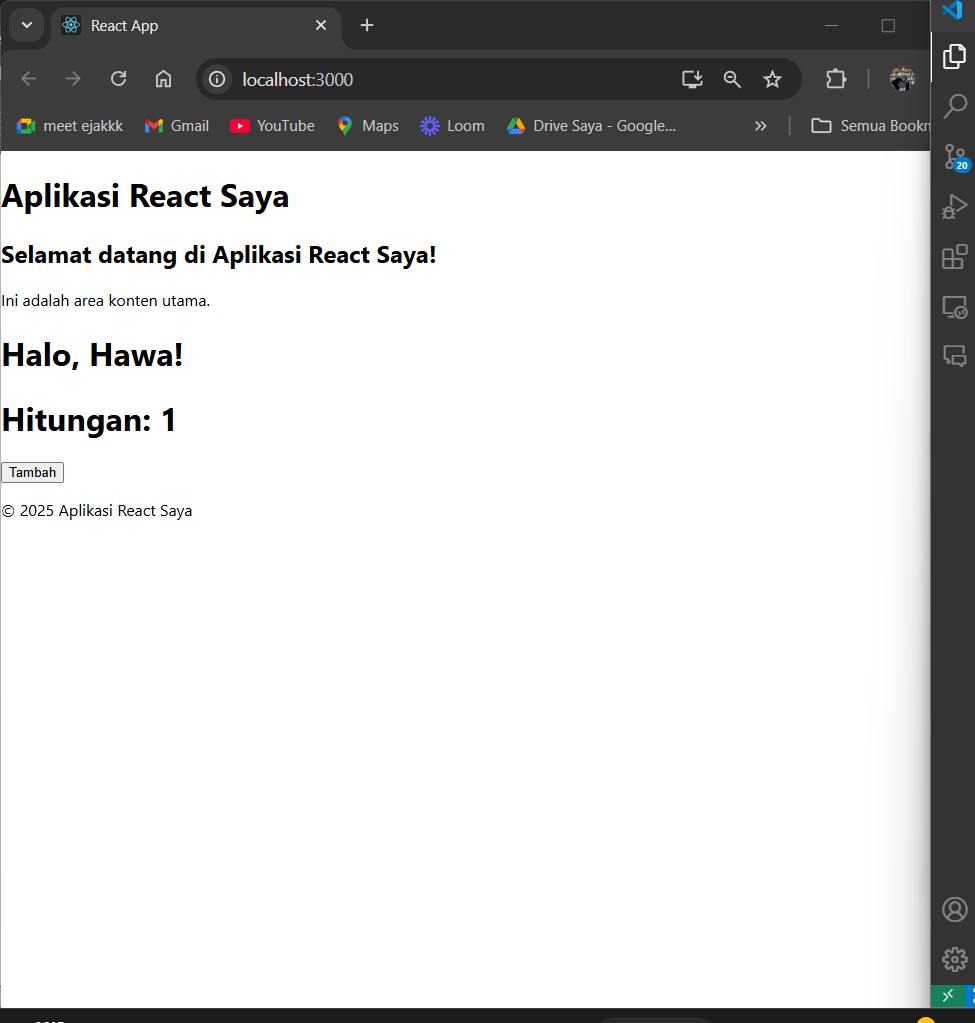 React App
localhost:3000
meet ejakkk Gmail YouTube Maps Loom Drive Saya - Google... Semua Bookn
20
Aplikasi React Saya
Selamat datang di Aplikasi React Saya!
Ini adalah area konten utama.
Halo, Hawa!
Hitungan: 1
Tambah
© 2025 Aplikasi React Saya